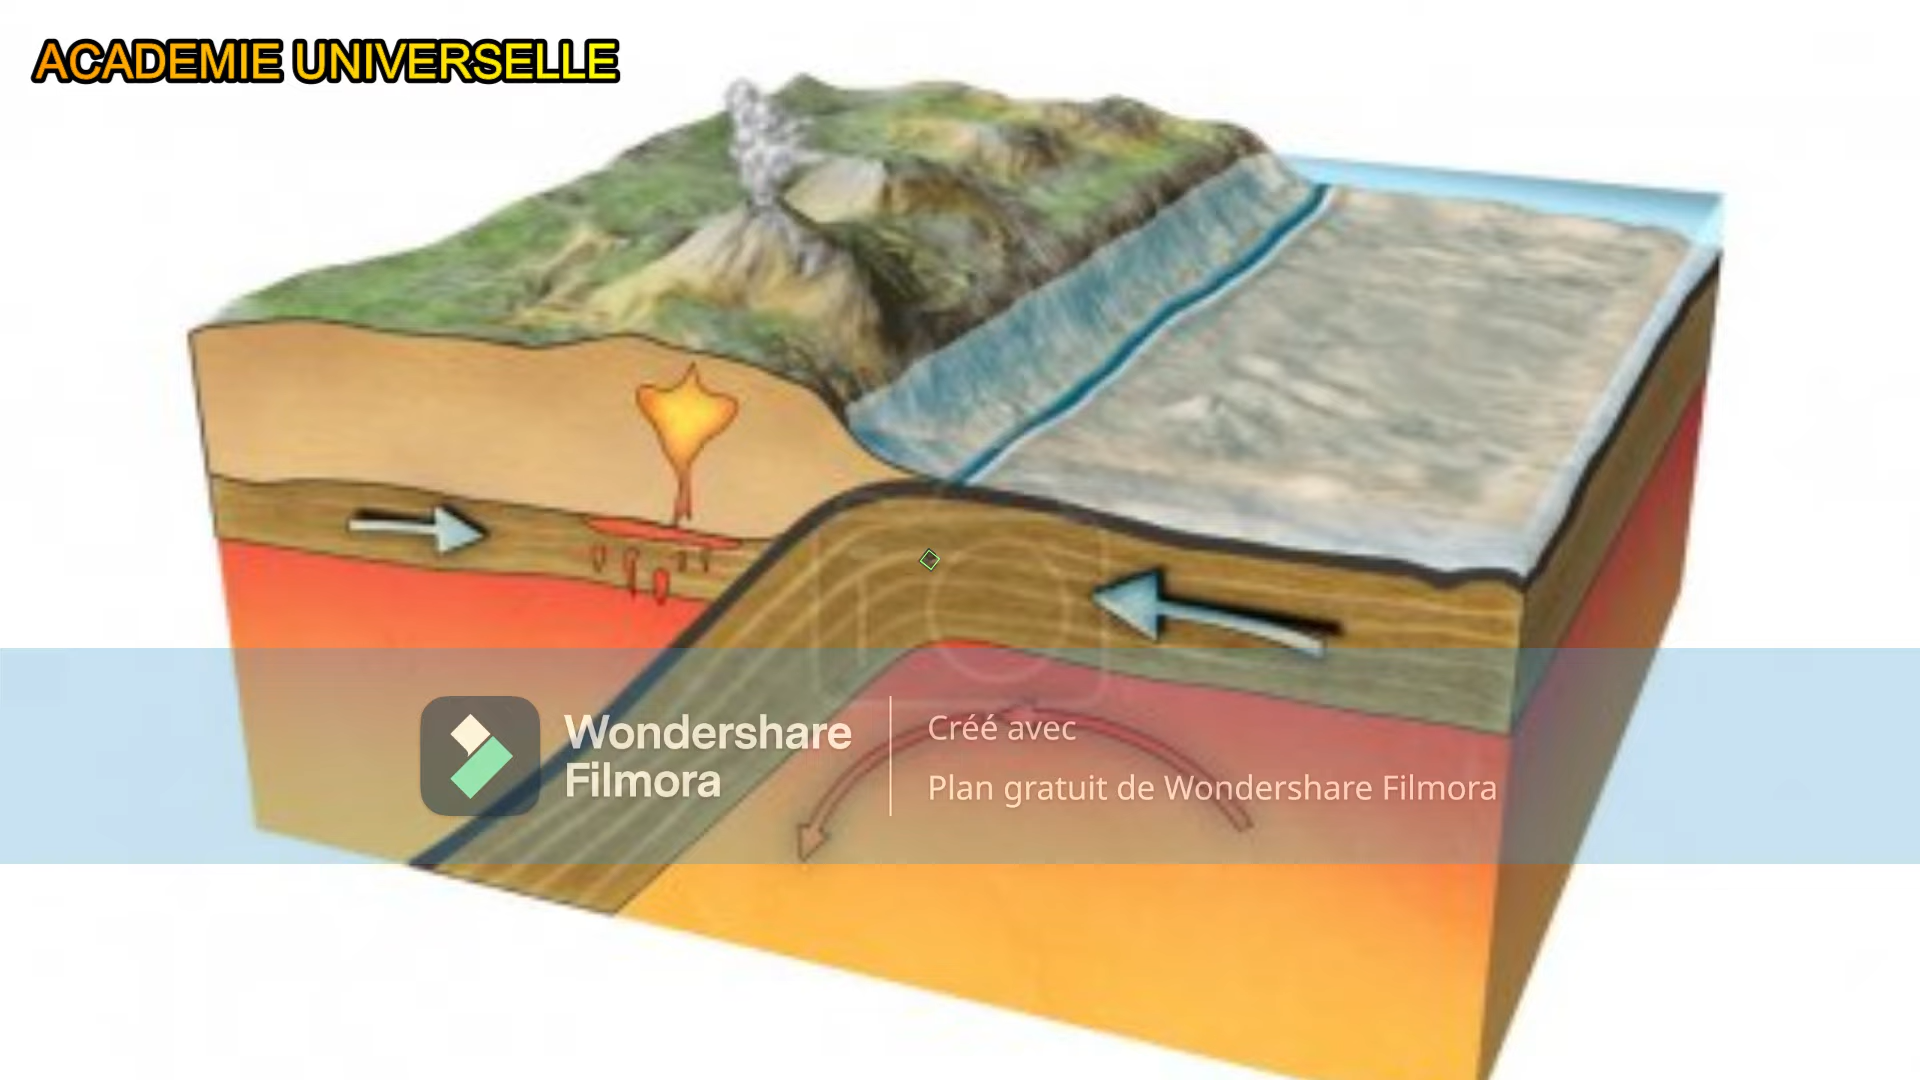 ACADEMIE UNIVERSELLE
Wondershare
Filmora
Créé avec
Plan gratuit de Wondershare Filmora